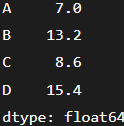 A     7.0
B    13.2
C     8.6
D    15.4
dtype: float64